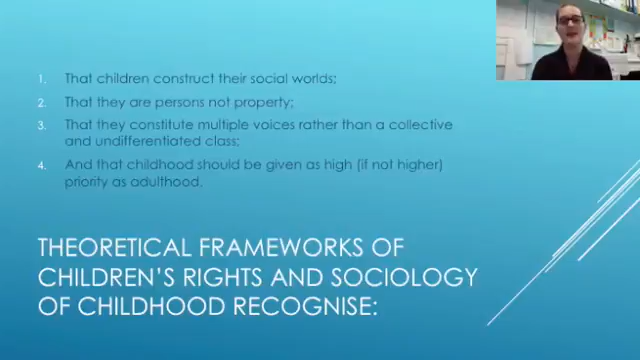 1. That children construct their social worlds;
2. That they are persons not property;
3. That they constitute multiple voices rather than a collective
and undifferentiated class;
4. And that childhood should be given as high (if not higher)
priority as adulthood.
THEORETICAL FRAMEWORKS OF
CHILDREN'S RIGHTS AND SOCIOLOGY
OF CHILDHOOD RECOGNISE: